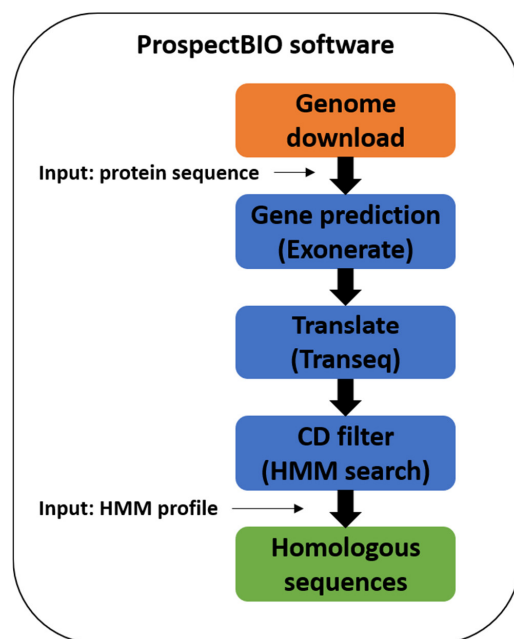 ProspectBIO software
Genome
download
Input: protein sequence
Gene prediction
(Exonerate)
Translate
(Transeq)
CD filter
(HMM search)
Input: HMM profile
Homologous
sequences